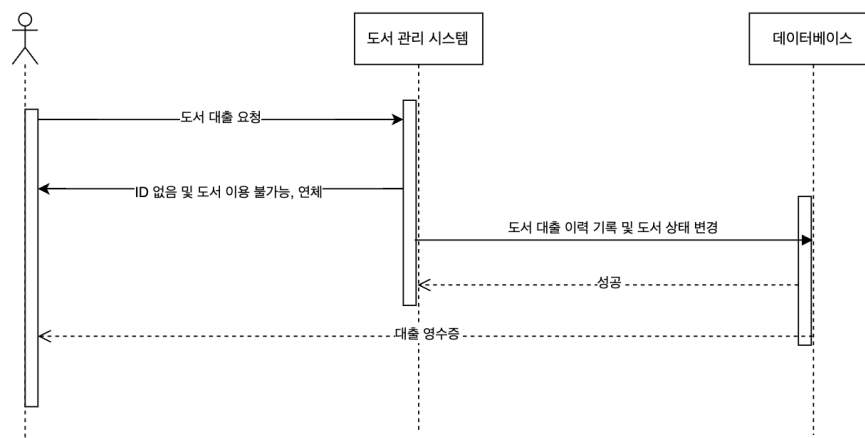 도서 관리 시스템
데이터베이스
도서 대출 요청
ID 없음 및 도서 이용 불가능, 연체
도서 대출 이력 기록 및 도서 상태 변경
성공
대출 영수증